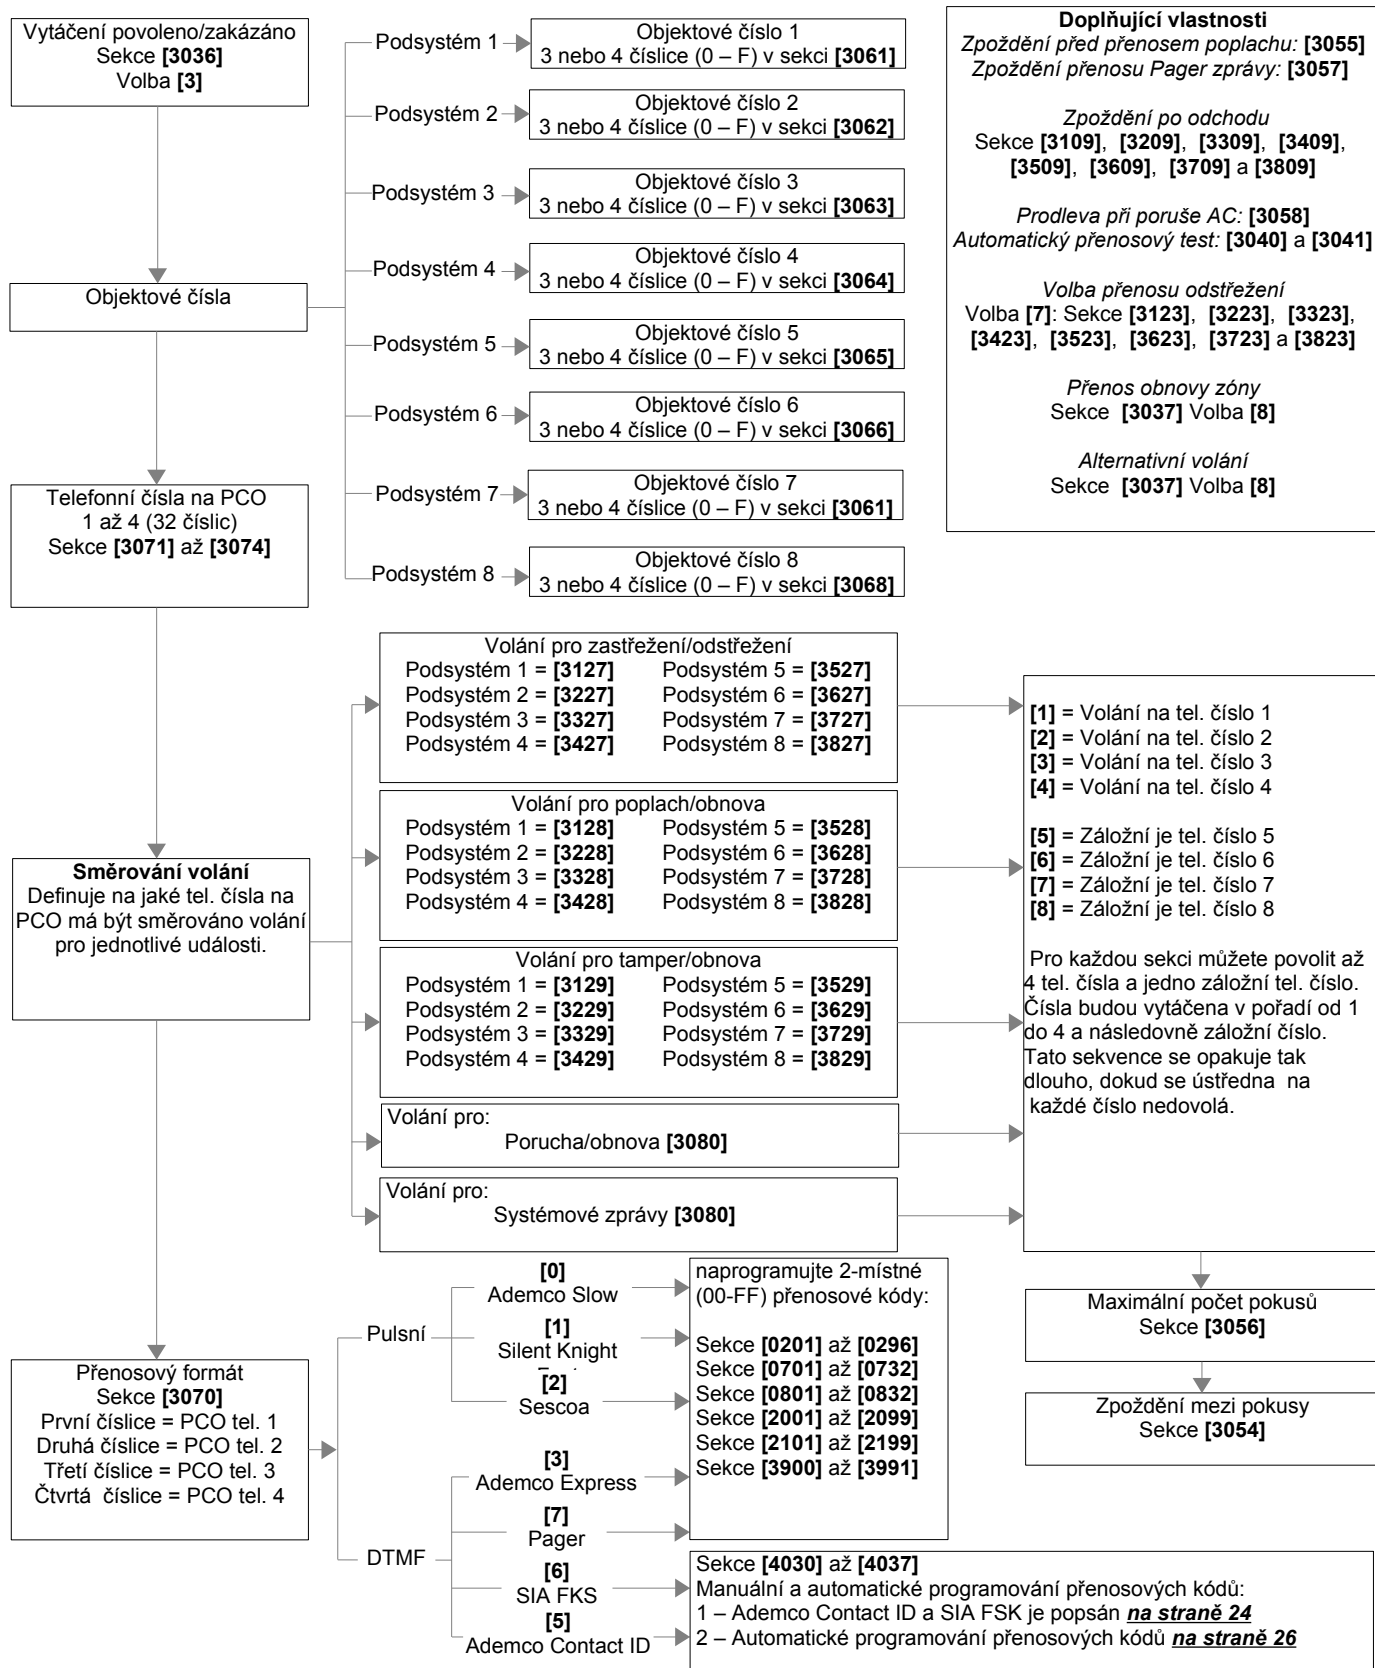 Vytáčení povoleno/zakázáno
Sekce [3036]
Volba [3]
Podsystém 1
Objektové číslo 1
3 nebo 4 číslice (0 – F) v sekci [3061]
Podsystém 2
Objektové číslo 2
3 nebo 4 číslice (0 – F) v sekci [3062]
Podsystém 3
Objektové číslo 3
3 nebo 4 číslice (0 – F) v sekci [3063]
Objektové čísla
Podsystém 4
Objektové číslo 4
3 nebo 4 číslice (0 – F) v sekci [3064]
Podsystém 5
Objektové číslo 5
3 nebo 4 číslice (0 – F) v sekci [3065]
Podsystém 6
Objektové číslo 6
3 nebo 4 číslice (0 – F) v sekci [3066]
Podsystém 7
Objektové číslo 7
3 nebo 4 číslice (0 – F) v sekci [3061]
Podsystém 8
Objektové číslo 8
3 nebo 4 číslice (0 – F) v sekci [3068]
Doplňující vlastnosti
Zpoždění před přenosem poplachu: [3055]
Zpoždění přenosu Pager zprávy: [3057]
Zpoždění po odchodu
Sekce [3109], [3209], [3309], [3409],
[3509], [3609], [3709] a [3809]
Prodleva při poruše AC: [3058]
Automatický přenosový test: [3040] a [3041]
Volba přenosu odstřežení
Volba [7]: Sekce [3123], [3223], [3323],
[3423], [3523], [3623], [3723] a [3823]
Přenos obnovy zóny
Sekce [3037] Volba [8]
Alternativní volání
Sekce [3037] Volba [8]
Telefonní čísla na PCO
1 až 4 (32 číslic)
Sekce [3071] až [3074]
Směrování volání
Definuje na jaké tel. čísla na
PCO má být směrováno volání
pro jednotlivé události.
Volání pro zastřežení/odstřežení
Podsystém 1 = [3127] Podsystém 5 = [3527]
Podsystém 2 = [3227] Podsystém 6 = [3627]
Podsystém 3 = [3327] Podsystém 7 = [3727]
Podsystém 4 = [3427] Podsystém 8 = [3827]
Volání pro poplach/obnova
Podsystém 1 = [3128] Podsystém 5 = [3528]
Podsystém 2 = [3228] Podsystém 6 = [3628]
Podsystém 3 = [3328] Podsystém 7 = [3728]
Podsystém 4 = [3428] Podsystém 8 = [3828]
Volání pro tamper/obnova
Podsystém 1 = [3129] Podsystém 5 = [3529]
Podsystém 2 = [3229] Podsystém 6 = [3629]
Podsystém 3 = [3329] Podsystém 7 = [3729]
Podsystém 4 = [3429] Podsystém 8 = [3829]
Volání pro:
Porucha/obnova [3080]
Volání pro:
Systémové zprávy [3080]
[1] = Volání na tel. číslo 1
[2] = Volání na tel. číslo 2
[3] = Volání na tel. číslo 3
[4] = Volání na tel. číslo 4
[5] = Záložní je tel. číslo 5
[6] = Záložní je tel. číslo 6
[7] = Záložní je tel. číslo 7
[8] = Záložní je tel. číslo 8
Pro každou sekci můžete povolit až
4 tel. čísla a jedno záložní tel. číslo.
Čísla budou vytáčena v pořadí od 1
do 4 a následovně záložní číslo.
Tato sekvence se opakuje tak
dlouho, dokud se ústředna na
každé číslo nedovolá.
Maximální počet pokusů
Sekce [3056]
Zpoždění mezi pokusy
Sekce [3054]
Přenosový formát
Sekce [3070]
První číslice = PCO tel. 1
Druhá číslice = PCO tel. 2
Třetí číslice = PCO tel. 3
Čtvrtá číslice = PCO tel. 4
Pulsní
[0]
Ademco Slow
[1]
Silent Knight
[2]
Sescoa
DTMF
[3]
Ademco Express
[7]
Pager
[6]
SIA FKS
[5]
Ademco Contact ID
naprogramujte 2-místné
(00-FF) přenosové kódy:
Sekce [0201] až [0296]
Sekce [0701] až [0732]
Sekce [0801] až [0832]
Sekce [2001] až [2099]
Sekce [2101] až [2199]
Sekce [3900] až [3991]
Sekce [4030] až [4037]
Manuální a automatické programování přenosových kódů:
1 – Ademco Contact ID a SIA FSK je popsán na straně 24
2 – Automatické programování přenosových kódů na straně 26